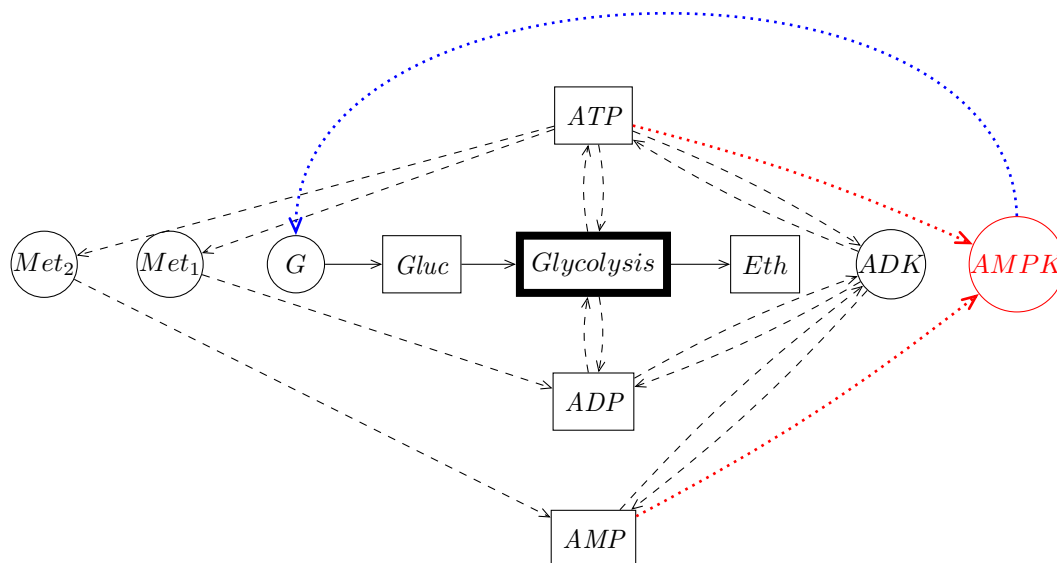 ATP
Met₂
Met₁
G
Gluc
Glycolysis
Eth
ADK
AMPK
ADP
AMP